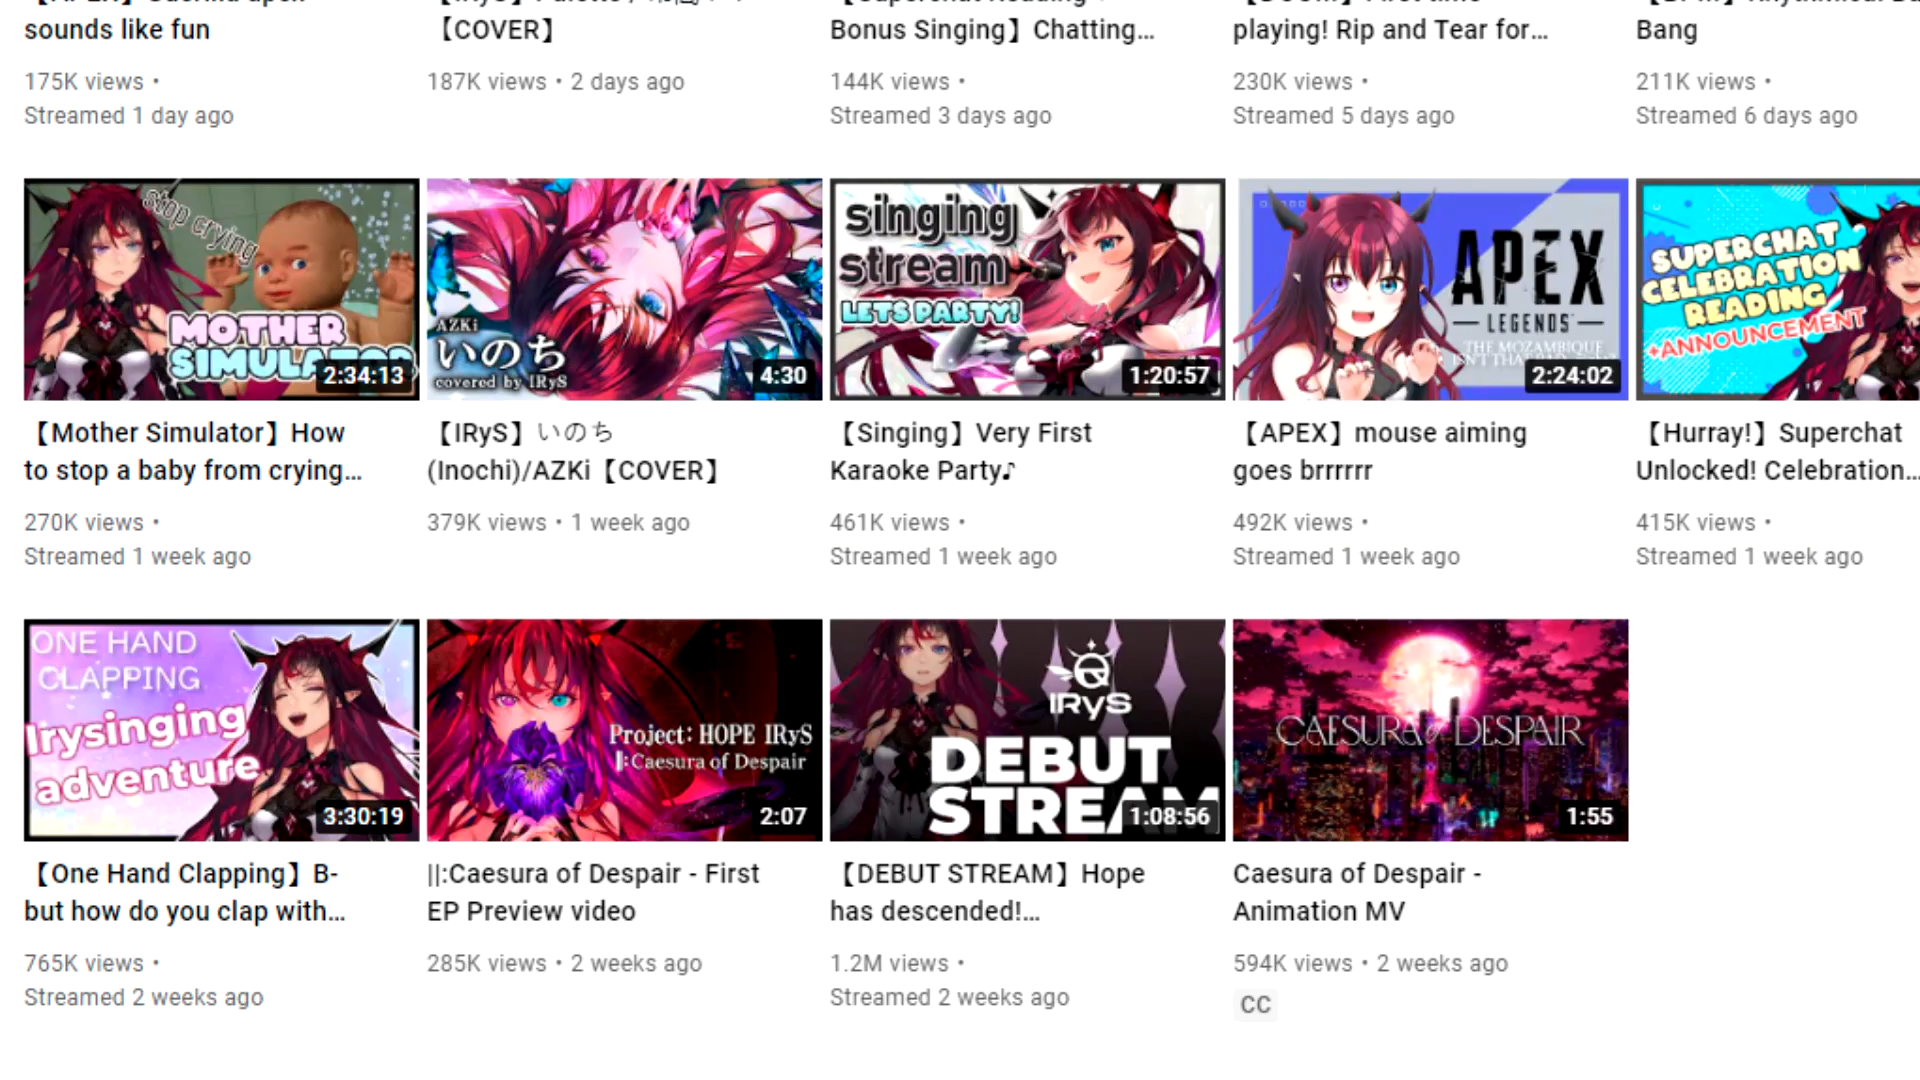 sounds like fun
175K views •
Streamed 1 day ago
【COVER】
187K views • 2 days ago
Bonus Singing】Chatting...
144K views •
Streamed 3 days ago
playing! Rip and Tear for...
230K views •
Streamed 5 days ago
Bang
211K views •
Streamed 6 days ago
stop crying
MOTHER
SIMULATOR
2:34:13
【Mother Simulator】How
to stop a baby from crying...
270K views •
Streamed 1 week ago
AZKi
いのち
covered by IRyS
4:30
【IRyS】いのち
(Inochi)/AZKi【COVER】
379K views • 1 week ago
singing
stream
LETS PARTY!
1:20:57
【Singing】Very First
Karaoke Party♪
461K views •
Streamed 1 week ago
APEX
LEGENDS
THE MOZAMBIQUE
2:24:02
【APEX】mouse aiming
goes brrrrrr
492K views •
Streamed 1 week ago
SUPERCHAT
CELEBRATION
READING
+ANNOUNCEMENT
【Hurray!】Superchat
Unlocked! Celebration...
415K views •
Streamed 1 week ago
ONE HAND
CLAPPING
Irysinging
adventure
3:30:19
【One Hand Clapping】B-
but how do you clap with...
765K views •
Streamed 2 weeks ago
Project: HOPE IRyS
||:Caesura of Despair
2:07
||:Caesura of Despair - First
EP Preview video
285K views • 2 weeks ago
IRyS
DEBUT
STREAM
1:08:56
【DEBUT STREAM】Hope
has descended!...
1.2M views •
Streamed 2 weeks ago
CAESURA of DESPAIR
1:55
Caesura of Despair -
Animation MV
594K views • 2 weeks ago
CC